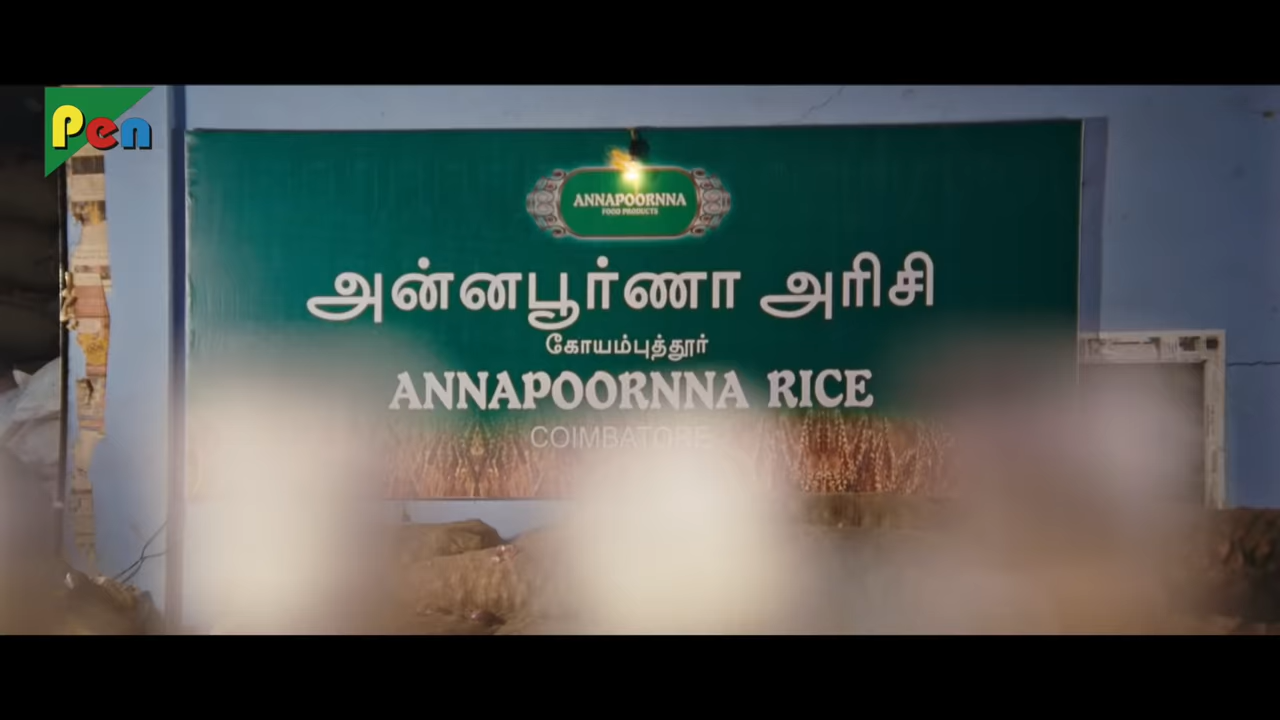 Pen
ANNAPOORNNA
FOOD PRODUCTS
அன்னபூர்ணா அரிசி
கோயம்புத்தூர்
ANNAPOORNNA RICE
COIMBATORE